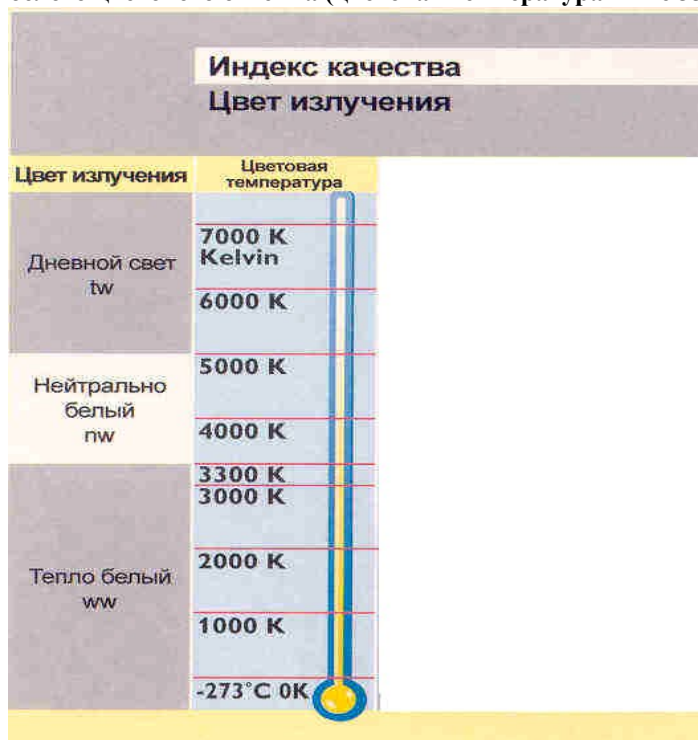 Индекс качества
Цвет излучения
Цвет излучения
Цветовая
температура
7000 K
Kelvin
Дневной свет
tw
6000 K
5000 K
Нейтрально
белый
nw
4000 K
3300 K
3000 K
2000 K
Тепло белый
ww
1000 K
-273°C 0K